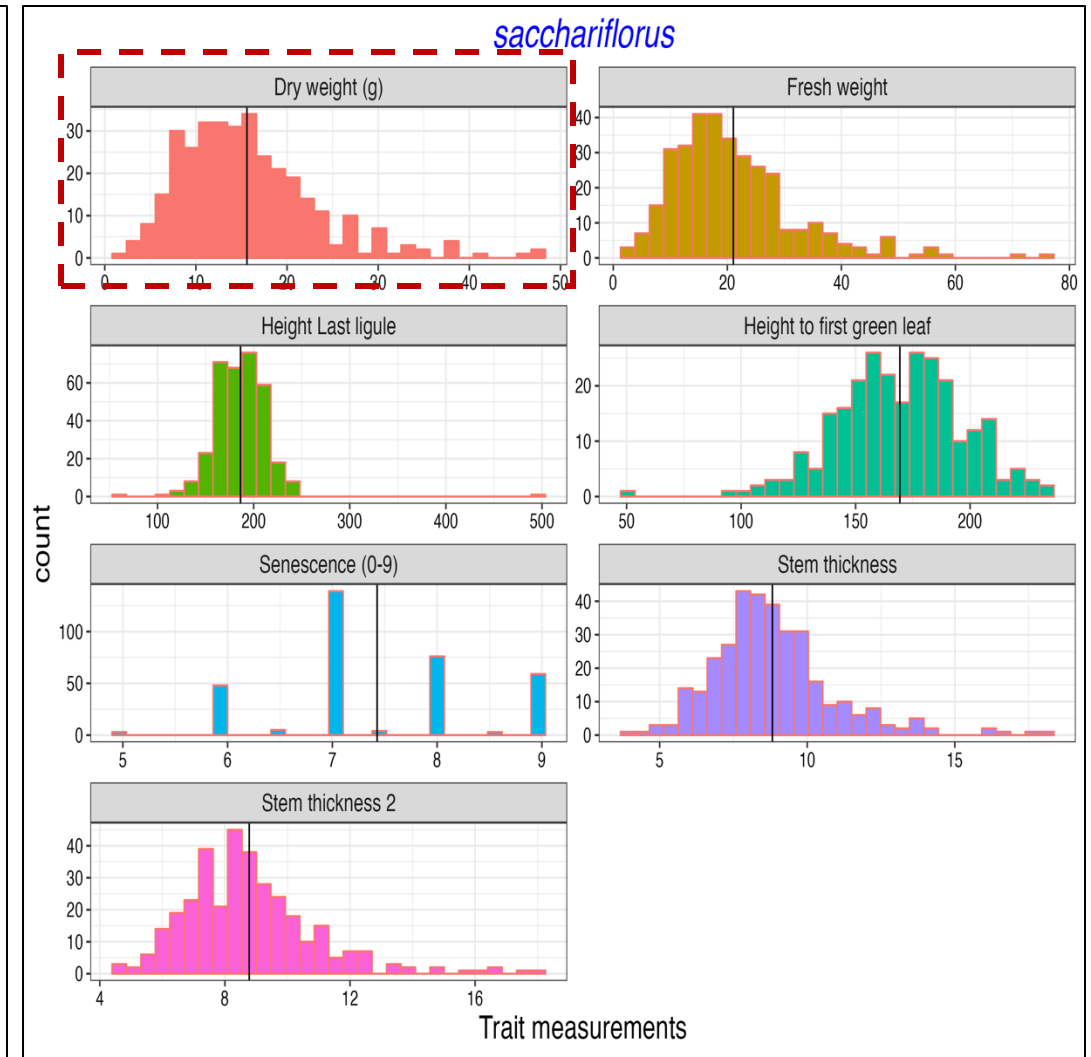 sacchariflorus
Dry weight (g)
30
20
10
0
0 10 20 30 40 50
Fresh weight
40
30
20
10
0
0 20 40 60 80
Height Last ligule
60
40
20
0
100 200 300 400 500
Height to first green leaf
20
10
0
50 100 150 200
count
Senescence (0-9)
100
50
0
5 6 7 8 9
Stem thickness
40
30
20
10
0
5 10 15
Stem thickness 2
40
30
20
10
0
4 8 12 16
Trait measurements